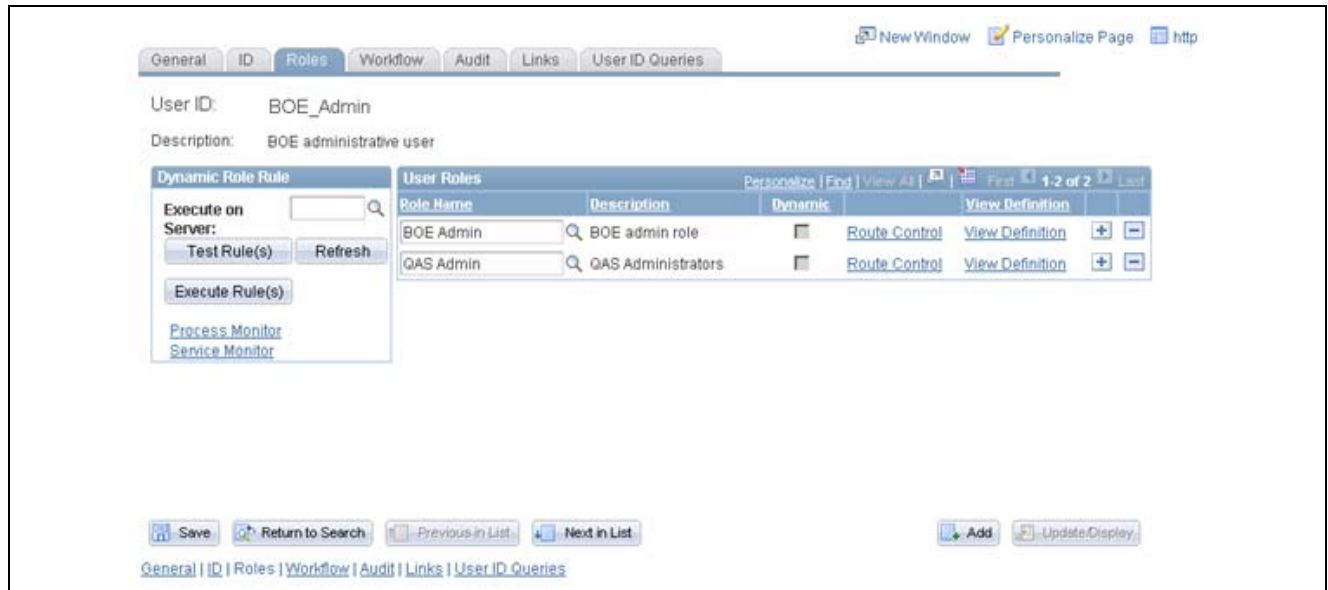 New Window Personalize Page http
General ID Roles Workflow Audit Links User ID Queries
User ID: BOE_Admin
Description: BOE administrative user
Dynamic Role Rule
Execute on
Server:
Test Rule(s) Refresh
Execute Rule(s)
Process Monitor
Service Monitor
User Roles Personalize | Find | View All | | First 1-2 of 2 Last
Role Name Description Dynamic View Definition
BOE Admin BOE admin role Route Control View Definition
QAS Admin QAS Administrators Route Control View Definition
Save Return to Search Previous in List Next in List Add Update/Display
General | ID | Roles | Workflow | Audit | Links | User ID Queries